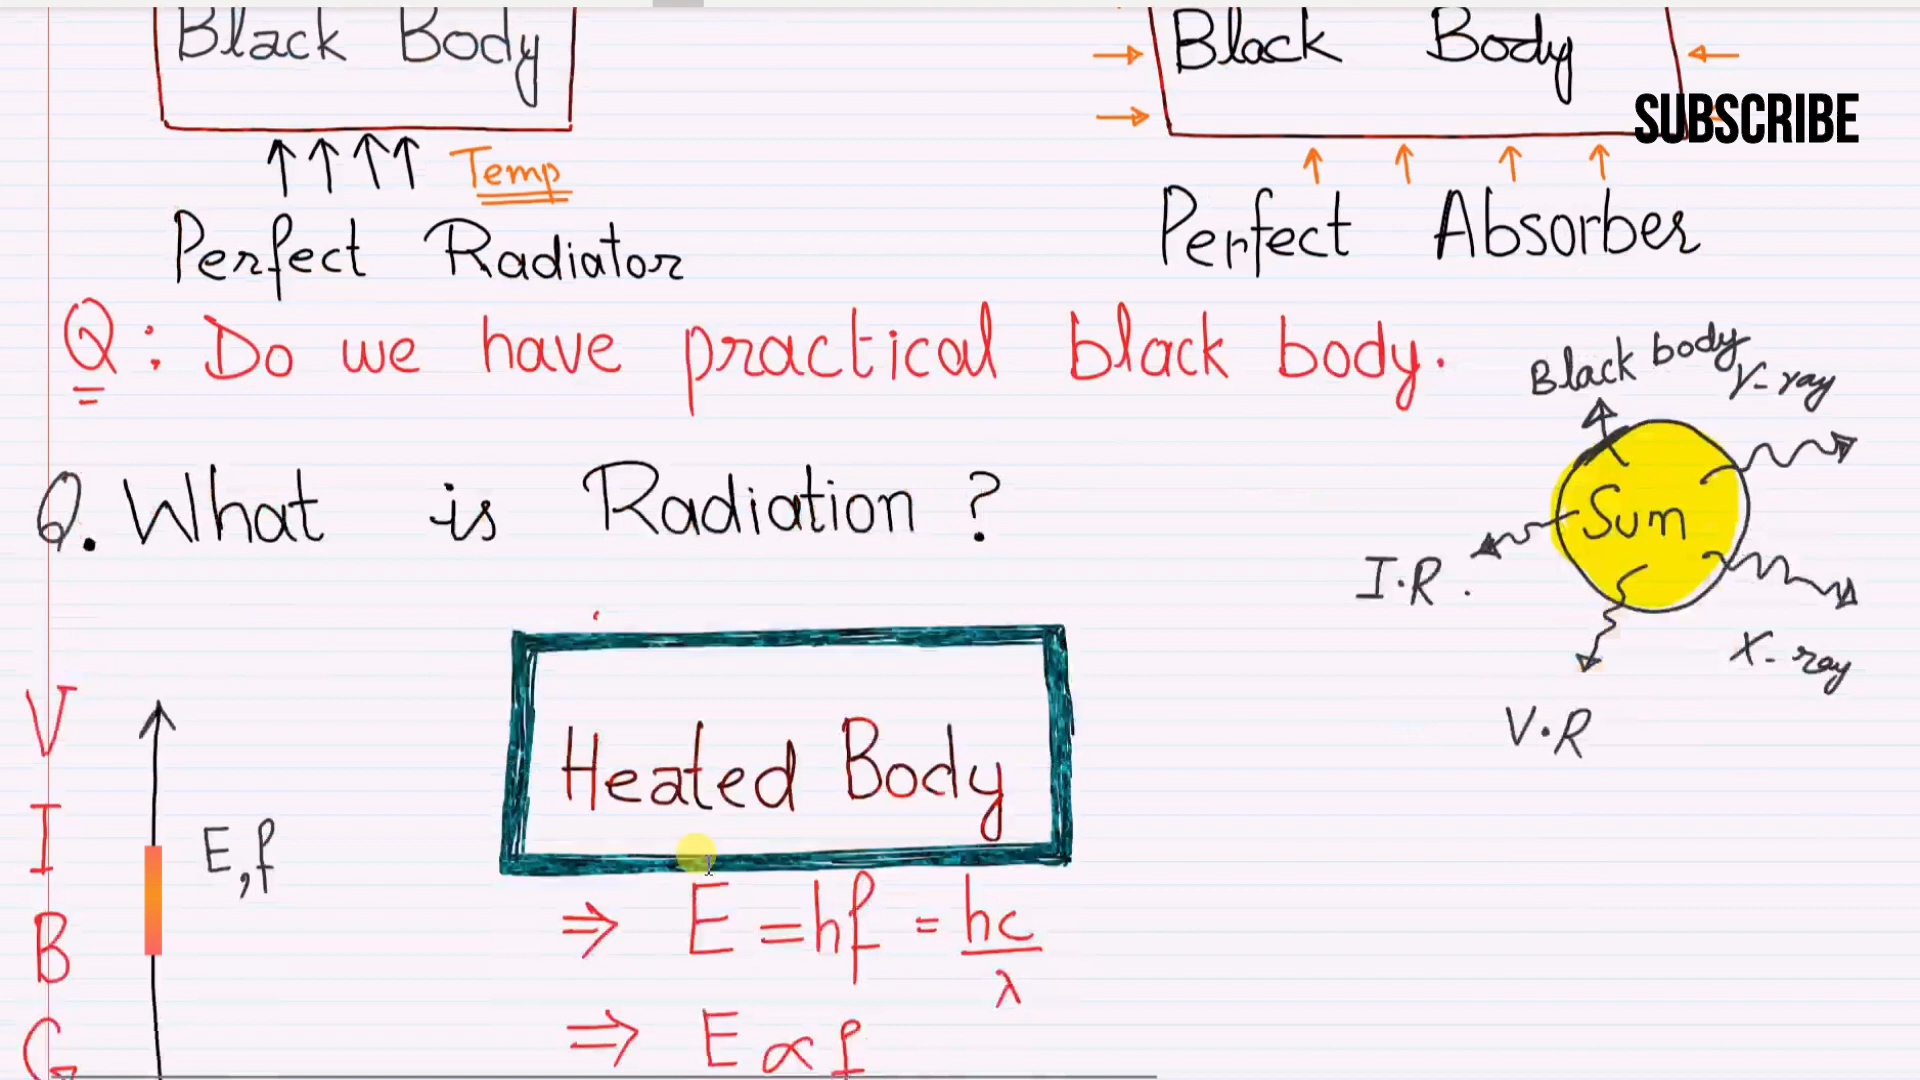 Black Body
Black Body
SUBSCRIBE
Temp
Perfect Radiator
Perfect Absorber
Q: Do we have practical black body.
Black body
γ-ray
Q. What is Radiation ?
Sun
I.R.
X-ray
V.R
V
I
B
G
E,f
Heated Body
⇒ E = hf = hc/λ
⇒ E ∝ f